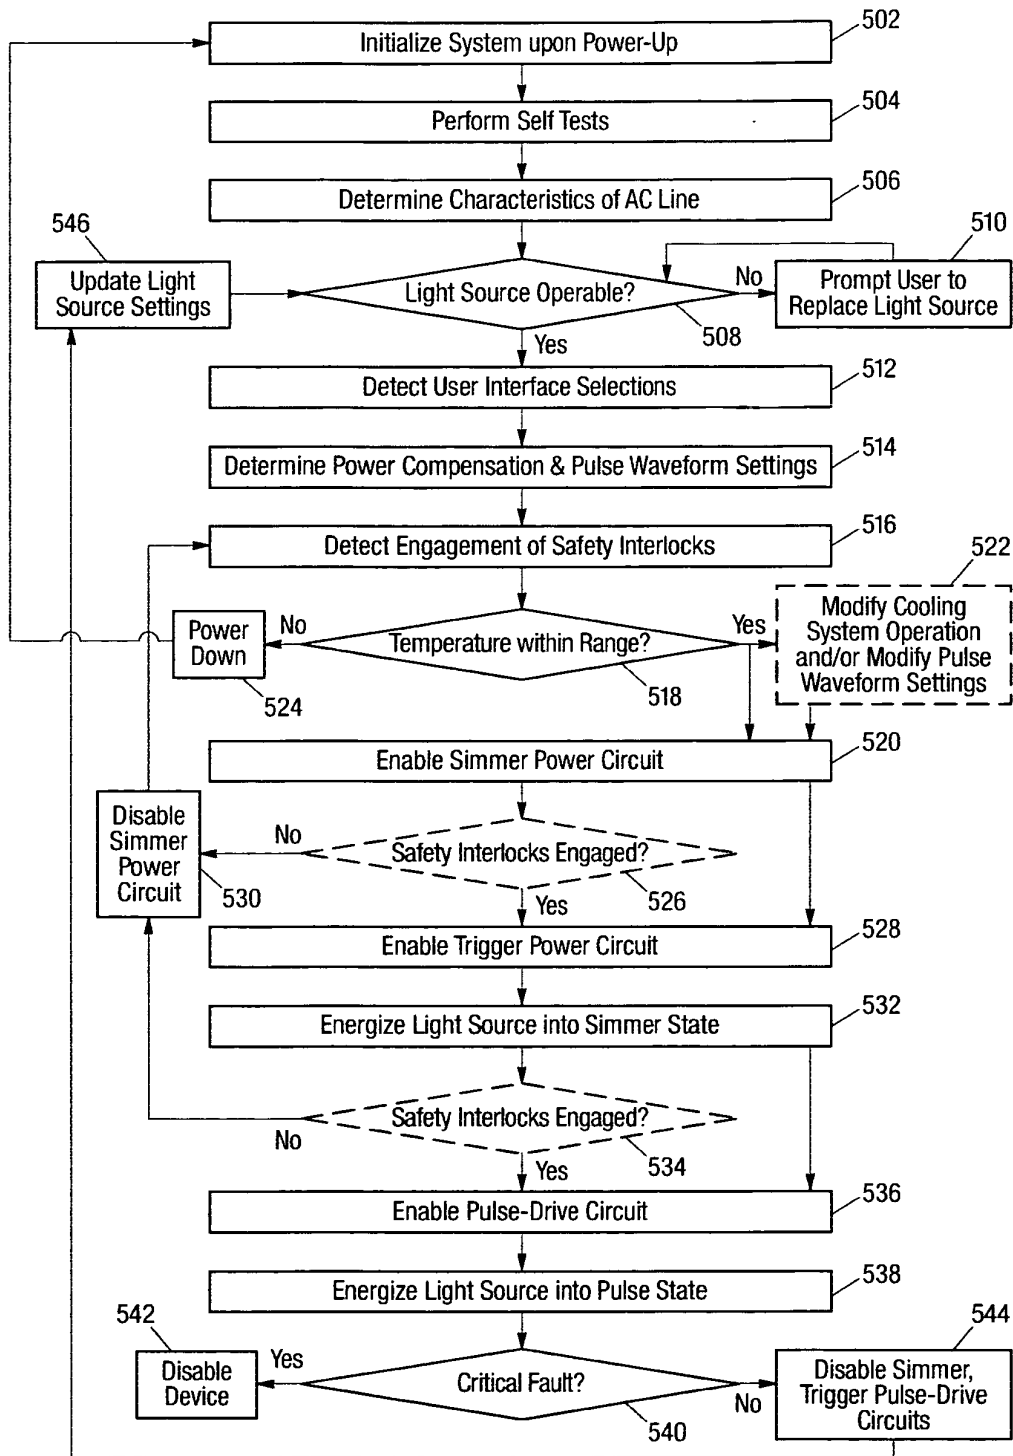 Initialize System upon Power-Up
502
Perform Self Tests
504
Determine Characteristics of AC Line
506
546
Update Light
Source Settings
Light Source Operable?
508
No
510
Prompt User to
Replace Light Source
Yes
Detect User Interface Selections
512
Determine Power Compensation & Pulse Waveform Settings
514
Detect Engagement of Safety Interlocks
516
522
Modify Cooling
System Operation
and/or Modify Pulse
Waveform Settings
Power
Down
524
No
Temperature within Range?
518
Yes
Enable Simmer Power Circuit
520
Disable
Simmer
Power
Circuit
530
No
Safety Interlocks Engaged?
526
Yes
Enable Trigger Power Circuit
528
Energize Light Source into Simmer State
532
Safety Interlocks Engaged?
No
534
Yes
Enable Pulse-Drive Circuit
536
Energize Light Source into Pulse State
538
542
Disable
Device
Yes
Critical Fault?
540
No
544
Disable Simmer,
Trigger Pulse-Drive
Circuits